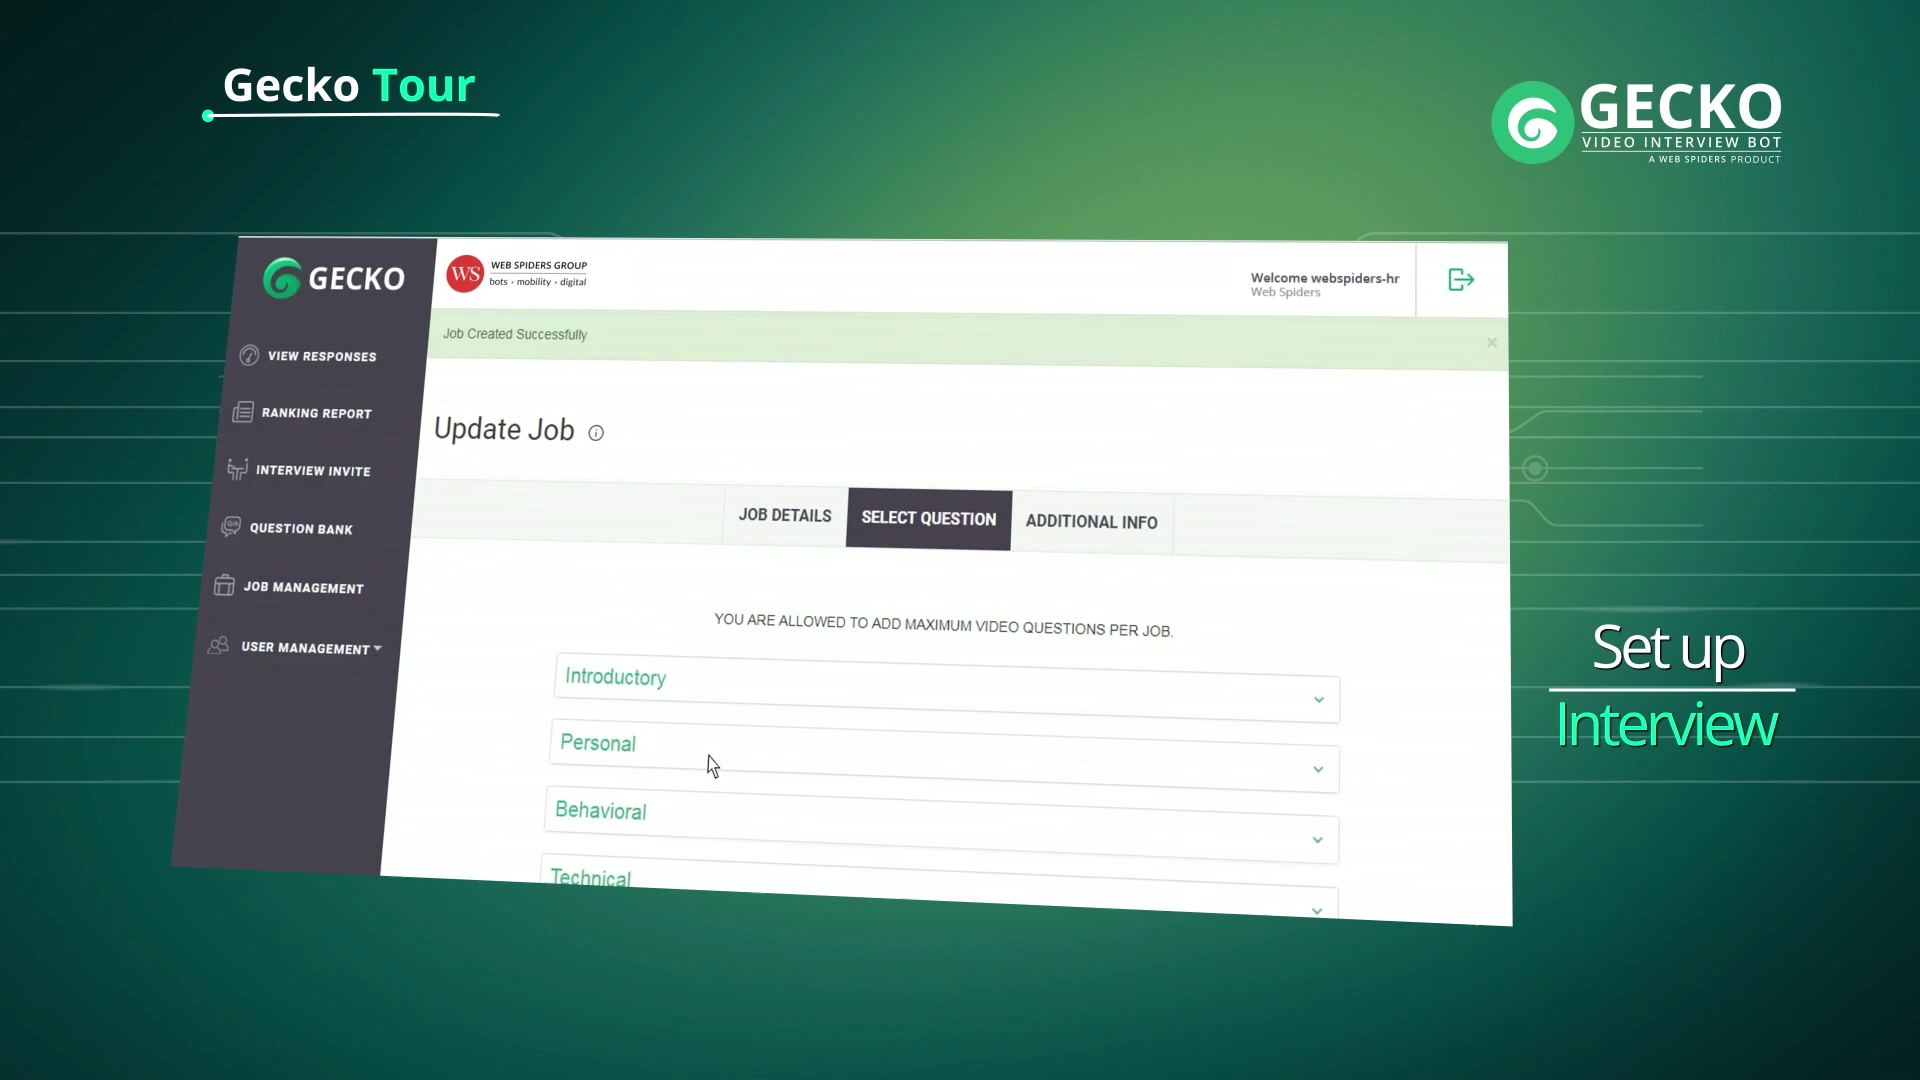 Gecko Tour
GECKO
VIDEO INTERVIEW BOT
A WEB SPIDERS PRODUCT
GECKO
WS
WEB SPIDERS GROUP
bots • mobility • digital
Welcome webspiders-hr
Web Spiders
Job Created Successfully
×
VIEW RESPONSES
RANKING REPORT
INTERVIEW INVITE
QUESTION BANK
JOB MANAGEMENT
USER MANAGEMENT
Update Job
JOB DETAILS
SELECT QUESTION
ADDITIONAL INFO
YOU ARE ALLOWED TO ADD MAXIMUM VIDEO QUESTIONS PER JOB.
Introductory
Personal
Behavioral
Technical
Set up
Interview